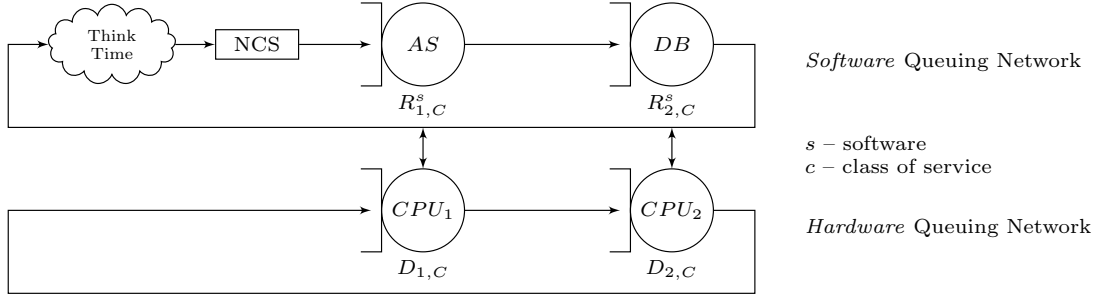 Think
Time
NCS
AS
DB
Software Queuing Network
R^s_{1,C}
R^s_{2,C}
s – software
c – class of service
CPU_1
CPU_2
Hardware Queuing Network
D_{1,C}
D_{2,C}